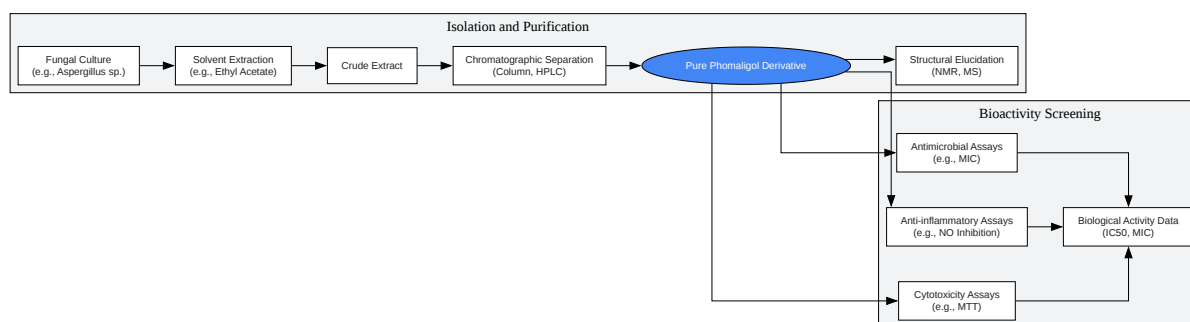 Isolation and Purification
Fungal Culture
(e.g., Aspergillus sp.)
Solvent Extraction
(e.g., Ethyl Acetate)
Crude Extract
Chromatographic Separation
(Column, HPLC)
Pure Phomaligol Derivative
Structural Elucidation
(NMR, MS)
Bioactivity Screening
Antimicrobial Assays
(e.g., MIC)
Anti-inflammatory Assays
(e.g., NO Inhibition)
Biological Activity Data
(IC50, MIC)
Cytotoxicity Assays
(e.g., MTT)